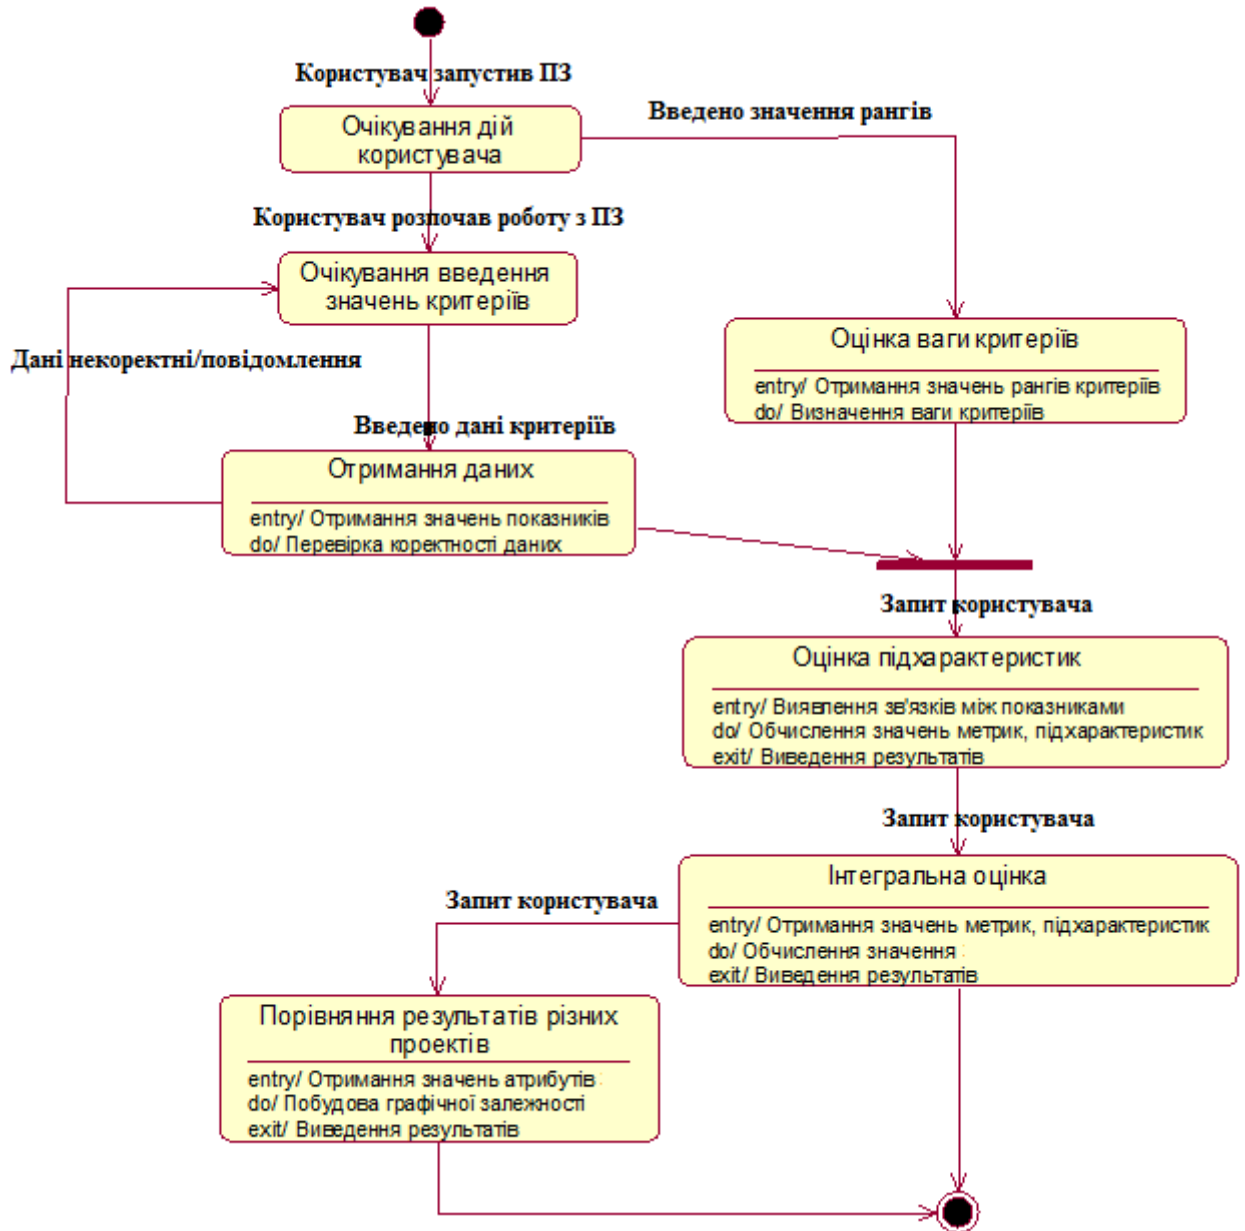 Користувач запустив ПЗ
Введено значення рангів
Очікування дій
користувача
Користувач розпочав роботу з ПЗ
Очікування введення
значень критеріїв
Оцінка ваги критеріїв
entry/ Отримання значень рангів критеріїв
do/ Визначення ваги критеріїв
Дані некоректні/повідомлення
Введено дані критеріїв
Отримання даних
entry/ Отримання значень показників
do/ Перевірка коректності даних
Запит користувача
Оцінка підхарактеристик
entry/ Виявлення зв'язків між показниками
do/ Обчислення значень метрик, підхарактеристик
exit/ Виведення результатів
Запит користувача
Інтегральна оцінка
entry/ Отримання значень метрик, підхарактеристик
do/ Обчислення значення
exit/ Виведення результатів
Запит користувача
Порівняння результатів різних
проектів
entry/ Отримання значень атрибутів
do/ Побудова графічної залежності
exit/ Виведення результатів